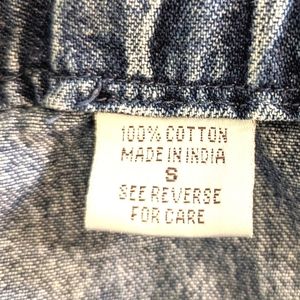 100% COTTON
MADE IN INDIA
S
SEE REVERSE
FOR CARE